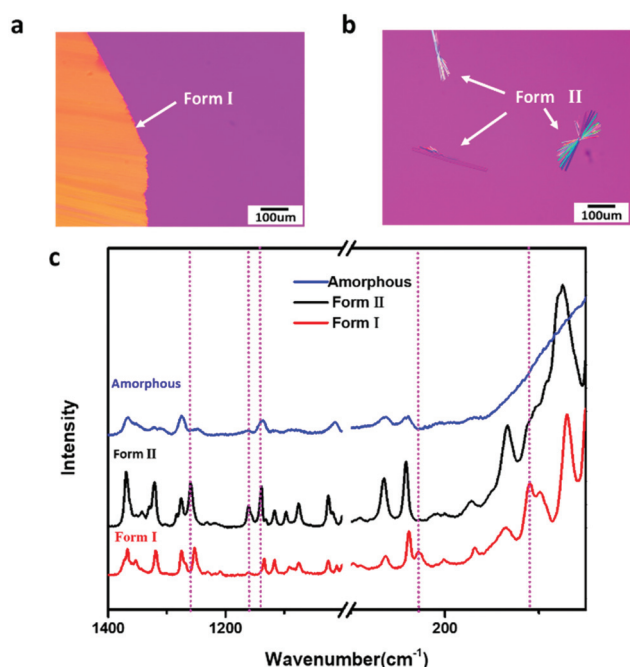 a
b
Form I
Form II
100um
100um
c
Amorphous
Form II
Form I
Amorphous
Form II
Form I
Intensity
1400
1200
200
Wavenumber(cm⁻¹)